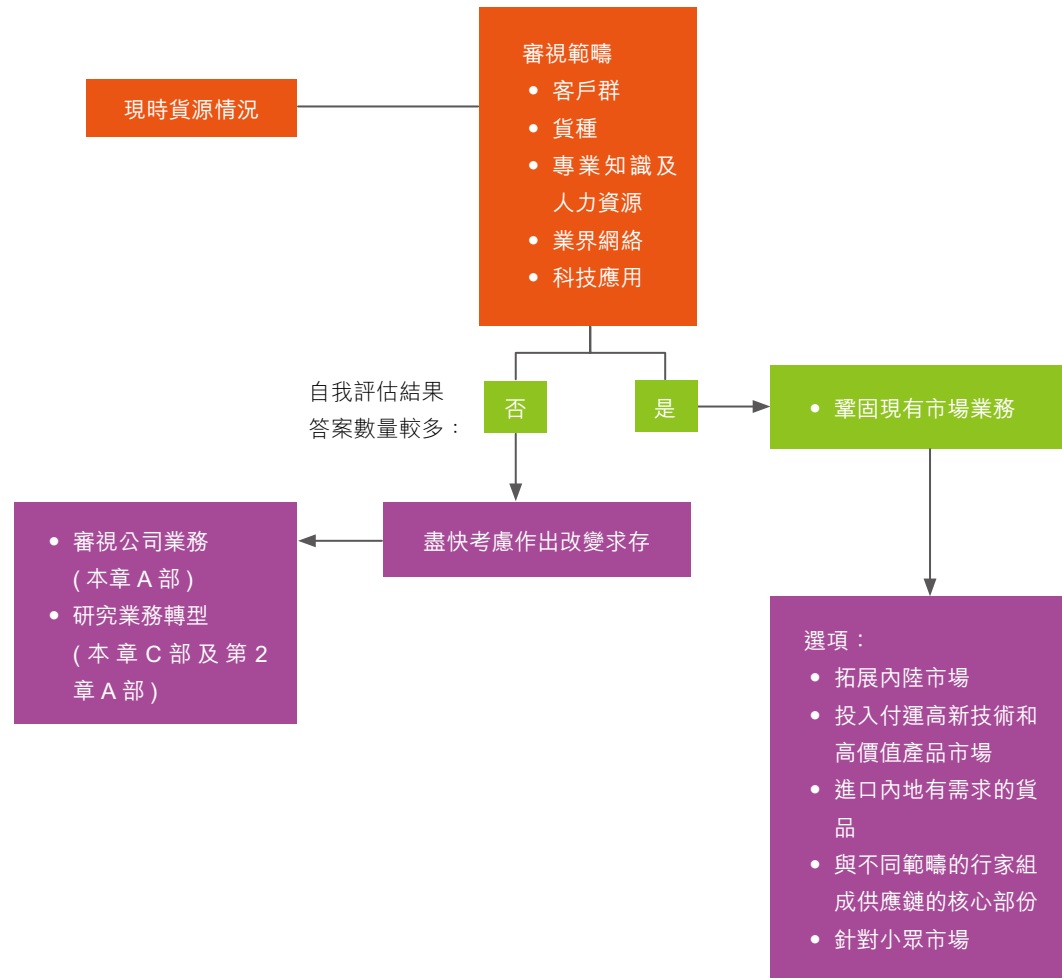 現時貨源情況
審視範疇
• 客戶群
• 貨種
• 專業知識及
人力資源
• 業界網絡
• 科技應用
自我評估結果
答案數量較多：
否
是
• 鞏固現有市場業務
• 審視公司業務
(本章A部)
• 研究業務轉型
(本章C部及第2
章A部)
盡快考慮作出改變求存
選項：
• 拓展內陸市場
• 投入付運高新技術和
高價值產品市場
• 進口內地有需求的貨
品
• 與不同範疇的行家組
成供應鏈的核心部份
• 針對小眾市場